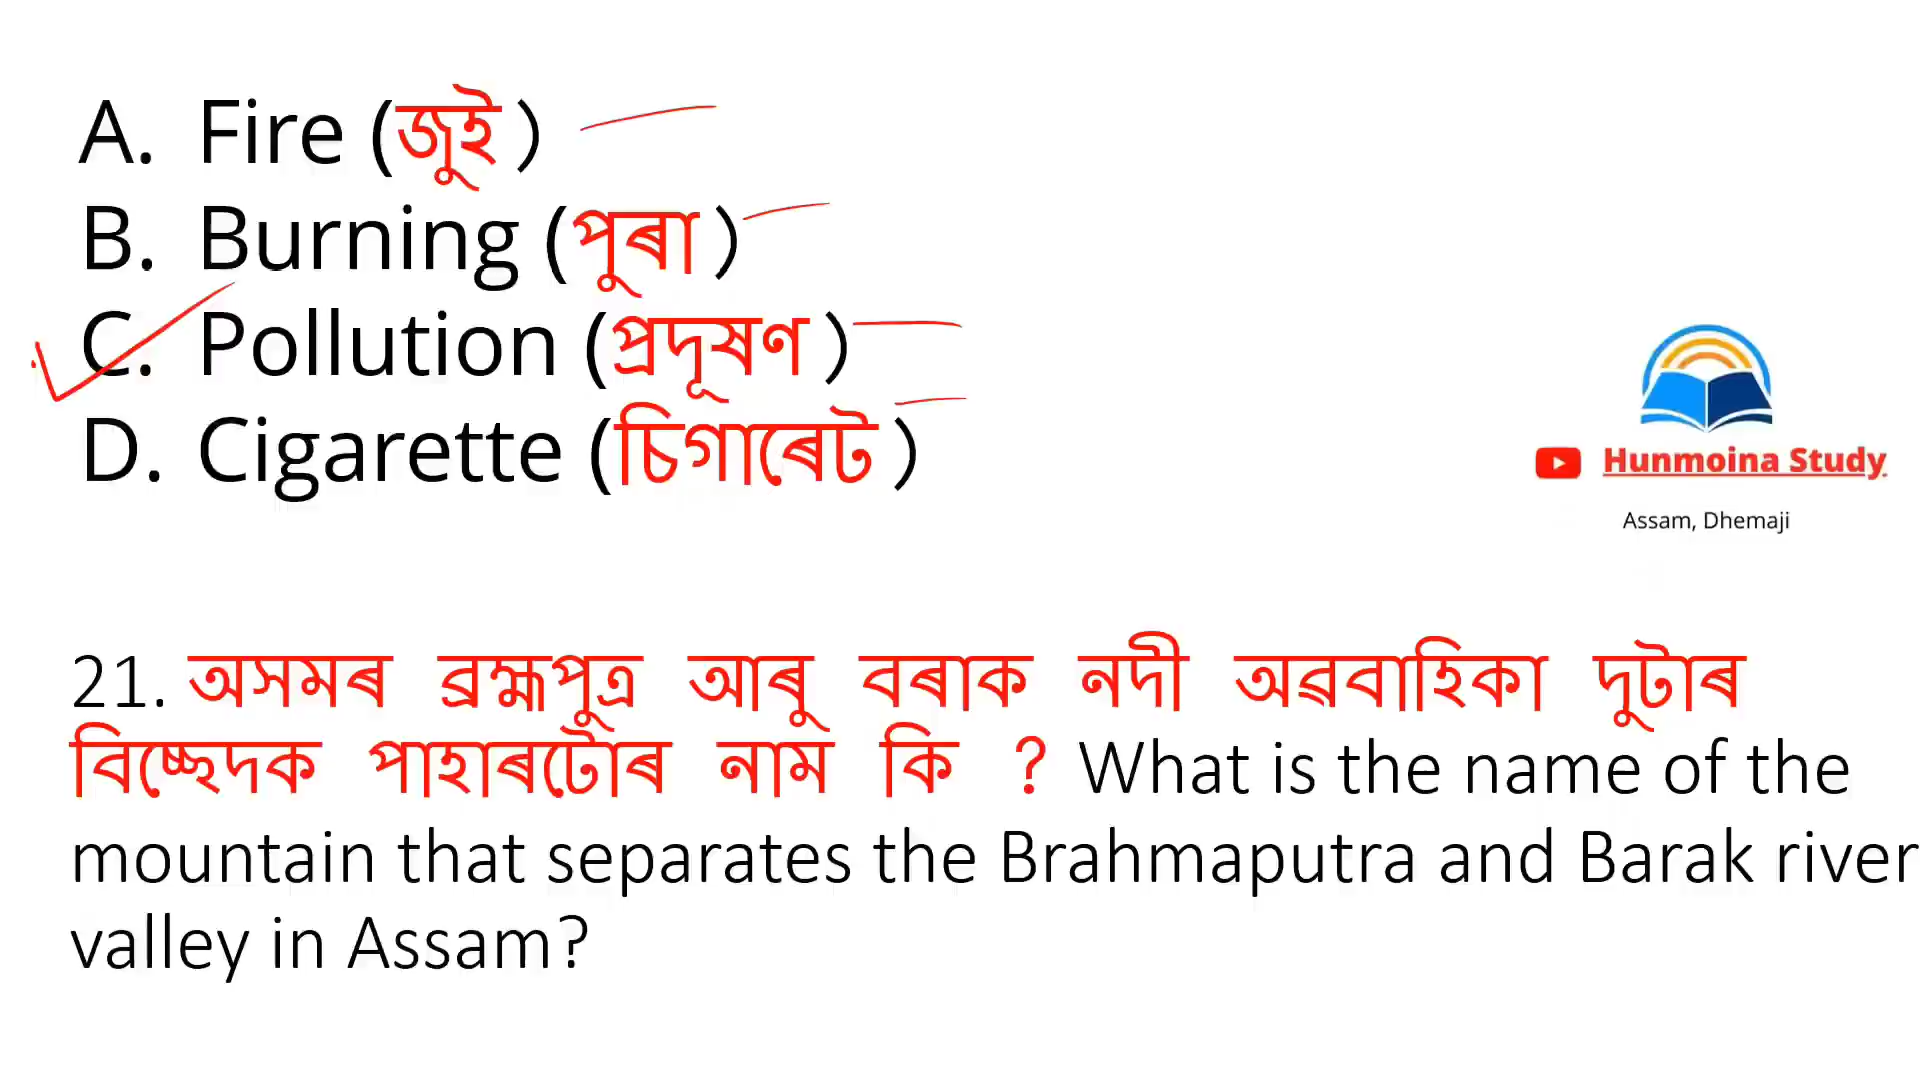 A. Fire (জুই )
B. Burning (পুৰা )
C. Pollution (প্ৰদূষণ )
D. Cigarette (চিগাৰেট )
Hunmoina Study
Assam, Dhemaji
21. অসমৰ ব্ৰহ্মপুত্ৰ আৰু বৰাক নদী অৱবাহিকা দুটাৰ
বিচ্ছেদক পাহাৰটোৰ নাম কি ? What is the name of the
mountain that separates the Brahmaputra and Barak river
valley in Assam?